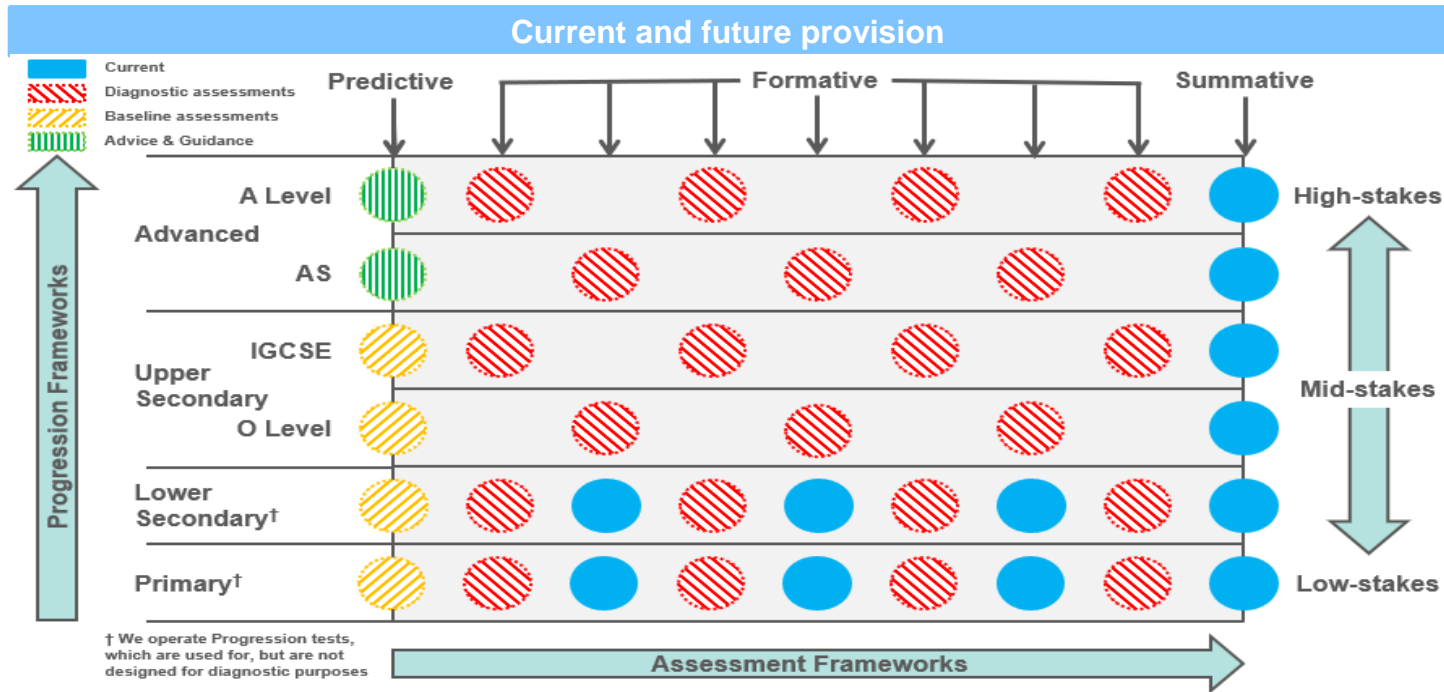 Current and future provision
Current
Diagnostic assessments
Baseline assessments
Advice & Guidance
Predictive
Formative
Summative
Progression Frameworks
Advanced
A Level
AS
Upper
Secondary
IGCSE
O Level
Lower
Secondary†
Primary†
High-stakes
Mid-stakes
Low-stakes
† We operate Progression tests,
which are used for, but are not
designed for diagnostic purposes
Assessment Frameworks